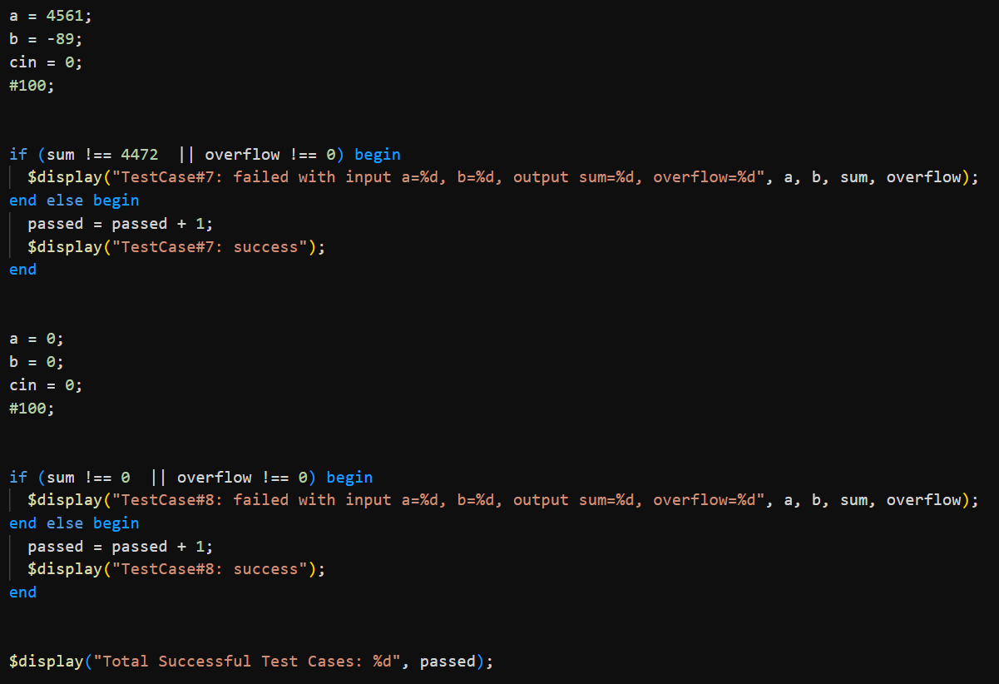 a = 4561;
b = -89;
cin = 0;
#100;
if (sum !== 4472  || overflow !== 0) begin
  $display("TestCase#7: failed with input a=%d, b=%d, output sum=%d, overflow=%d", a, b, sum, overflow);
end else begin
  passed = passed + 1;
  $display("TestCase#7: success");
end
a = 0;
b = 0;
cin = 0;
#100;
if (sum !== 0  || overflow !== 0) begin
  $display("TestCase#8: failed with input a=%d, b=%d, output sum=%d, overflow=%d", a, b, sum, overflow);
end else begin
  passed = passed + 1;
  $display("TestCase#8: success");
end
$display("Total Successful Test Cases: %d", passed);